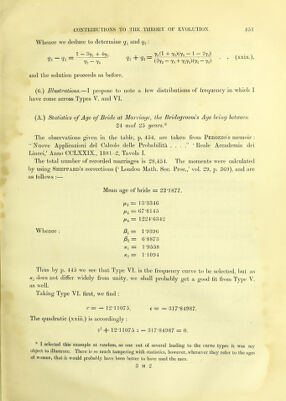 CONTRIBUTIONS TO THE THEORY OF EVOLUTION. 451
Whence we deduce to determine q₁ and q₂ :
and the solution proceeds as before.
(6.) Illustrations.—I propose to note a few distributions of frequency in which I
have come across Types V. and VI.
(A.) Statistics of Age of Bride at Marriage, the Bridegroom's Age being between
24 and 25 years.*
The observations given in the table, p. 454, are taken from PEROZZO's memoir:
'Nuove Applicazioni del Calcolo delle Probabilità . . . .' 'Reale Accademia dei
Lincei,' Anno CCLXXIX., 1881–2, Tavola I.
The total number of recorded marriages is 28,454. The moments were calculated
by using SHEPPARD's corrections ('London Math. Soc. Proc.,' vol. 29, p. 369), and are
as follows :—
Mean age of bride = 22·1877.
μ₂ = 13·3346
μ₃ = 67·8145
μ₄ = 1224·6342
Whence : β₁ = 1·9396
β₂ = 6·8873
κ₁ = 1·9558
κ₂ = 1·1094
Thus by p. 445 we see that Type VI. is the frequency curve to be selected, but as
κ₂ does not differ widely from unity, we shall probably get a good fit from Type V.
as well.
Taking Type VI. first, we find :
r = − 12·11075, ε = − 317·84987.
The quadratic (xxiii.) is accordingly :
z² + 12·11075 z − 317·84987 = 0.
* I selected this example at random, as one out of several leading to the curve types it was my
object to illustrate. There is so much tampering with statistics, however, whenever they refer to the ages
of women, that it would probably have been better to have used the men.
3 M 2